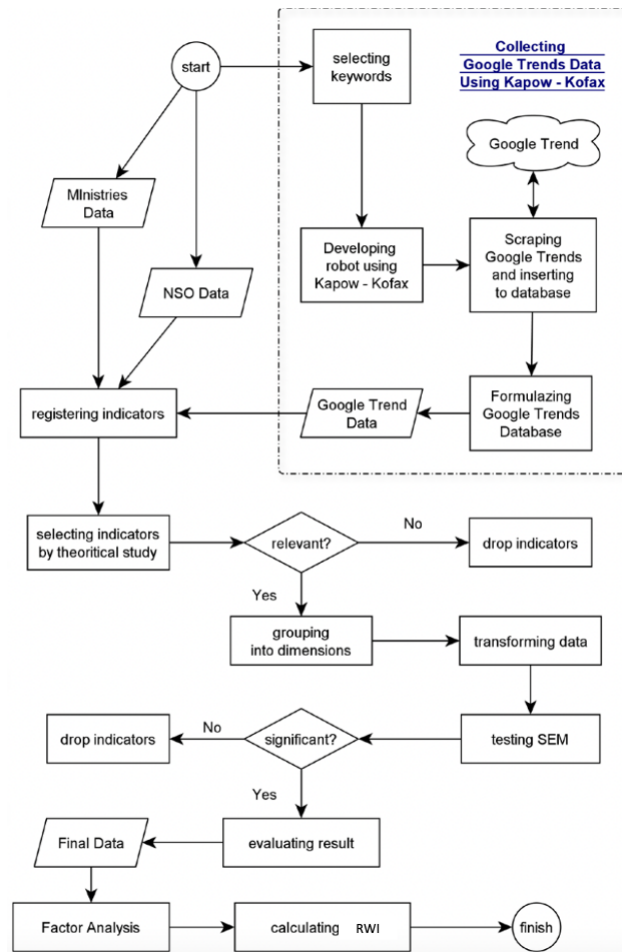 start
selecting
keywords
Collecting
Google Trends Data
Using Kapow - Kofax
Google Trend
MInistries
Data
NSO Data
Developing
robot using
Kapow - Kofax
Scraping
Google Trends
and inserting
to database
registering indicators
Google Trend
Data
Formulazing
Google Trends
Database
selecting indicators
by theoritical study
relevant?
No
drop indicators
Yes
grouping
into dimensions
transforming data
drop indicators
No
significant?
testing SEM
Yes
Final Data
evaluating result
Factor Analysis
calculating RWI
finish